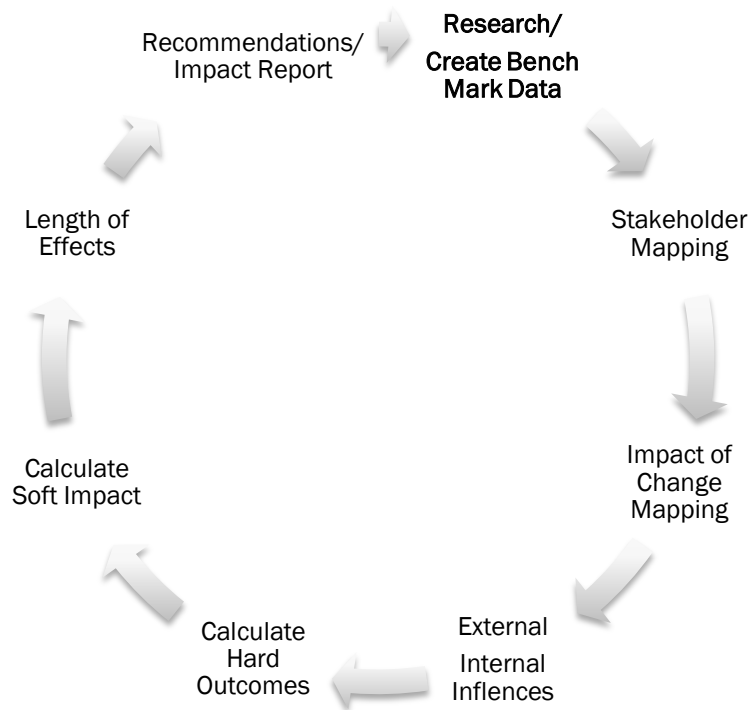 Research/
Create Bench
Mark Data
Stakeholder
Mapping
Impact of
Change
Mapping
External
Internal
Inflences
Calculate
Hard
Outcomes
Calculate
Soft Impact
Length of
Effects
Recommendations/
Impact Report